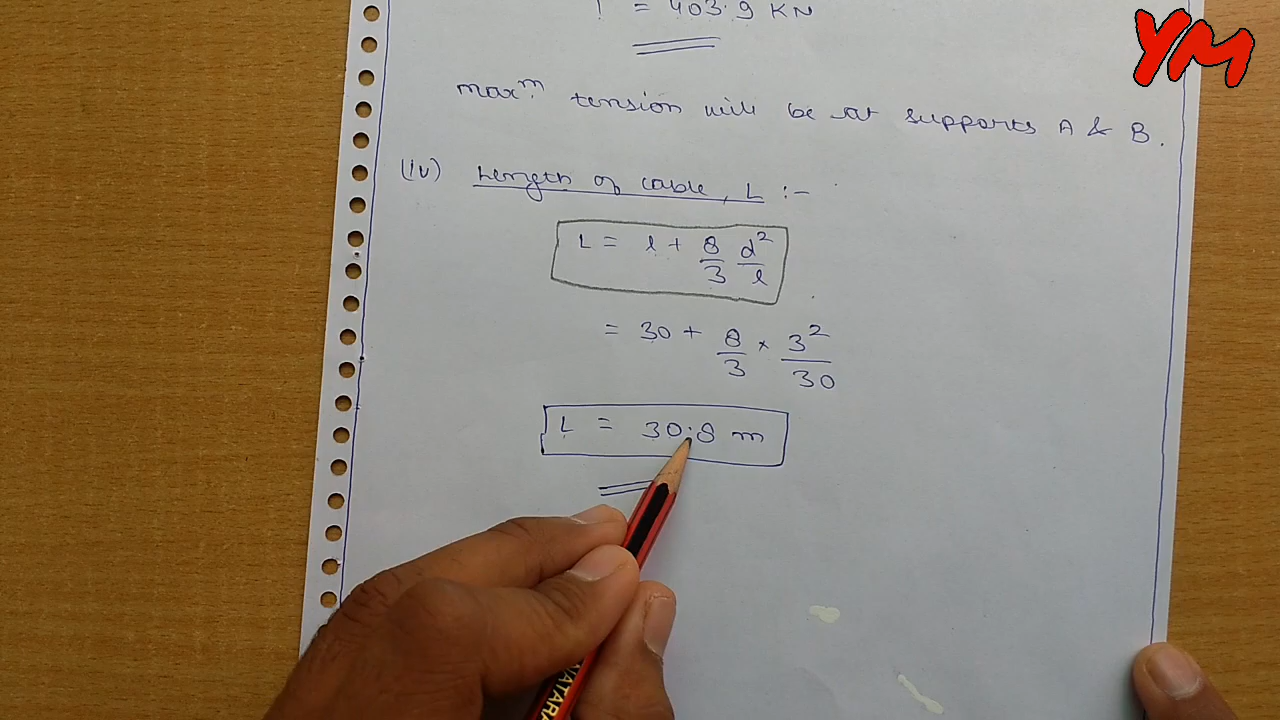 T = 403.9 KN
YM
maxᵐ. tension will be at supports A & B.
(iv) Length of cable, L :-
L = l + 8/3 d²/l
= 30 + 8/3 × 3²/30
L = 30.8 m
NATARA